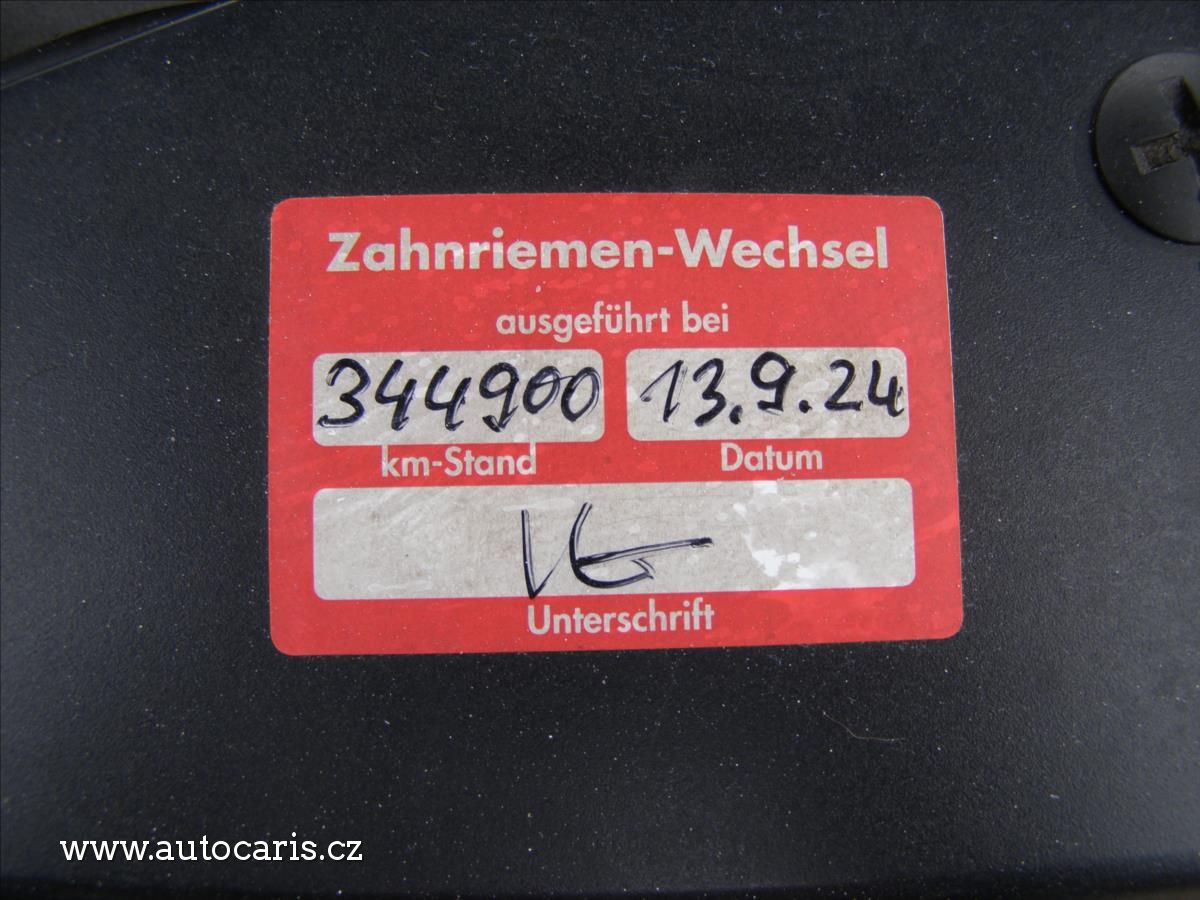 Zahnriemen-Wechsel
ausgeführt bei
344900 13.9.24
km-Stand Datum
Unterschrift
www.autocaris.cz